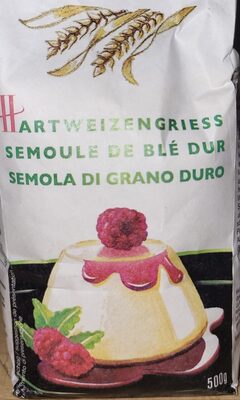 HARTWEIZENGRIESS
SEMOULE DE BLÉ DUR
SEMOLA DI GRANO DURO
500g